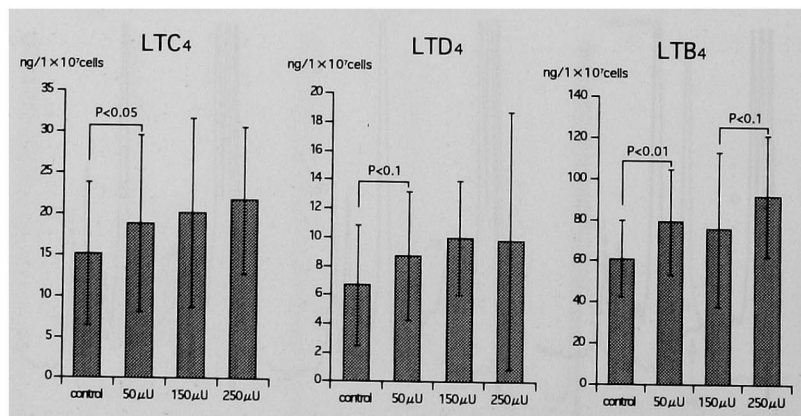 LTC4
ng/1×10⁷cells
35
30
25
20
15
10
5
0
P<0.05
control
50μU
150μU
250μU
LTD4
ng/1×10⁷cells
20
18
16
14
12
10
8
6
4
2
0
P<0.1
control
50μU
150μU
250μU
LTB4
ng/1×10⁷cells
140
120
100
80
60
40
20
0
P<0.01
P<0.1
control
50μU
150μU
250μU